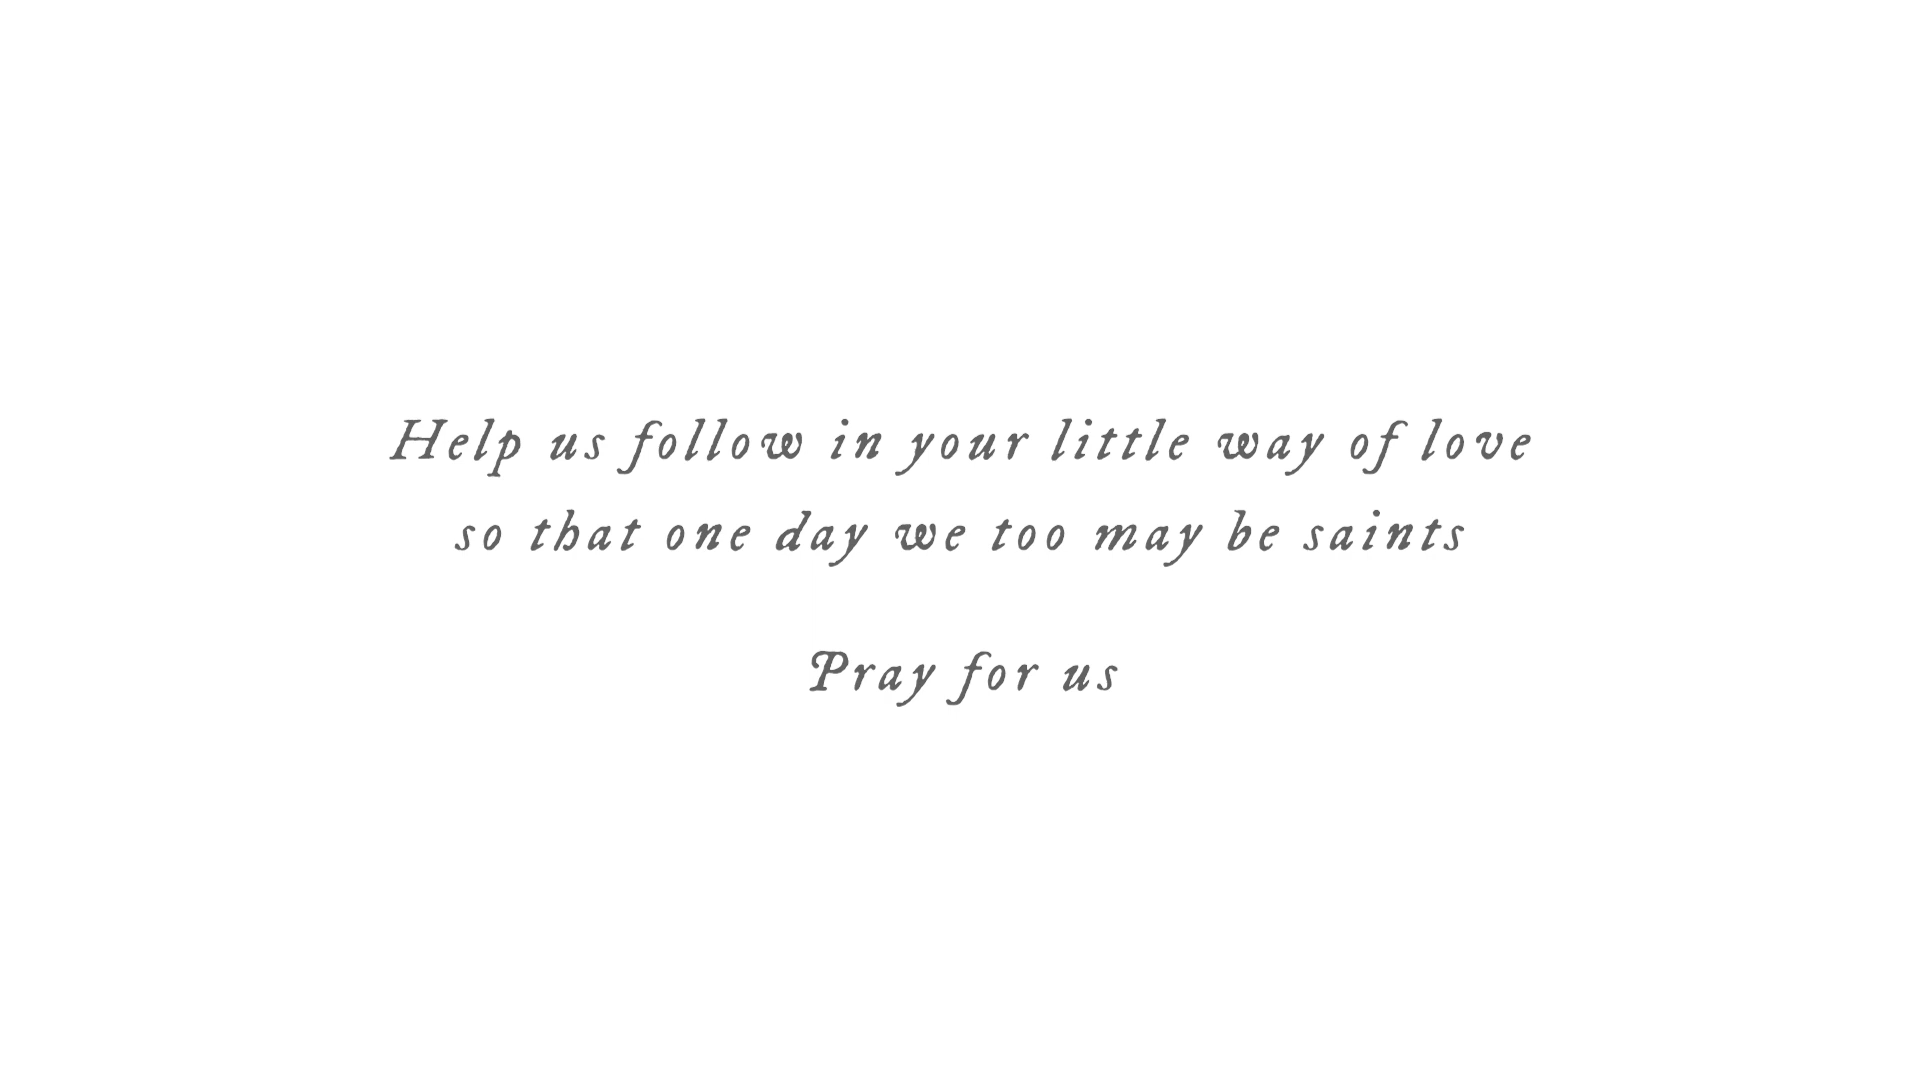 Help us follow in your little way of love
so that one day we too may be saints
Pray for us